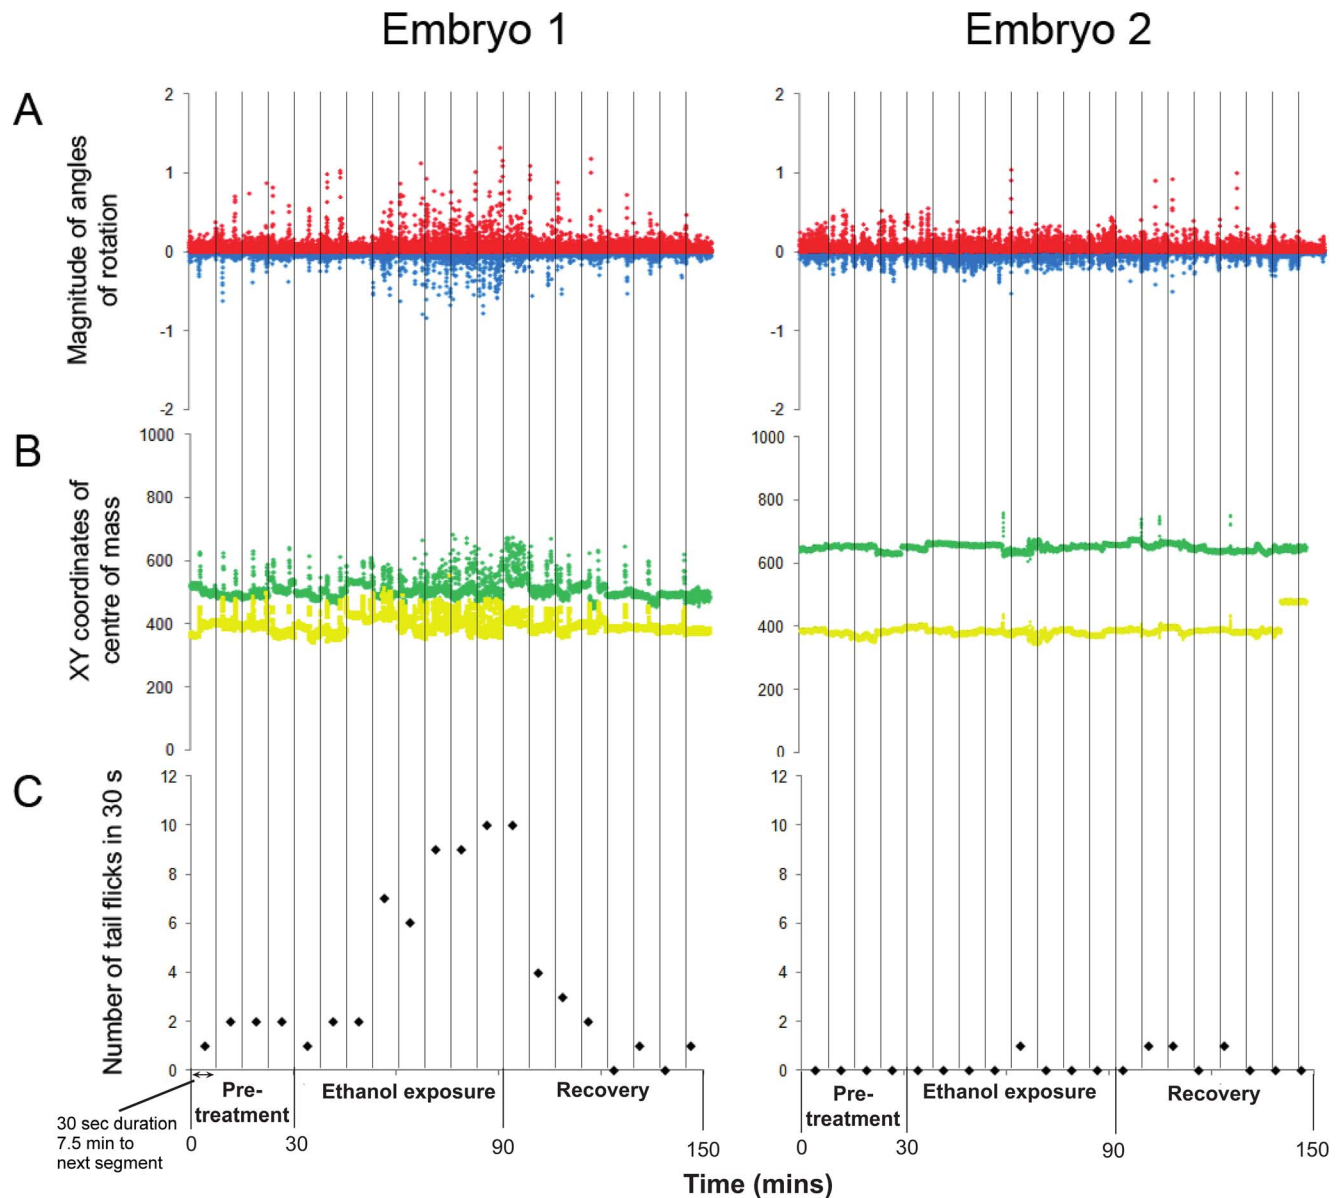 Embryo 1
Embryo 2
A
Magnitude of angles
of rotation
2
1
0
-1
-2
2
1
0
-1
-2
B
XY coordinates of
centre of mass
1000
800
600
400
200
0
1000
800
600
400
200
0
C
Number of tail flicks in 30 s
12
10
8
6
4
2
0
12
10
8
6
4
2
0
Pre-
treatment
Ethanol exposure
Recovery
Pre-
treatment
Ethanol exposure
Recovery
30 sec duration
7.5 min to
next segment
0
30
90
150
0
30
90
150
Time (mins)